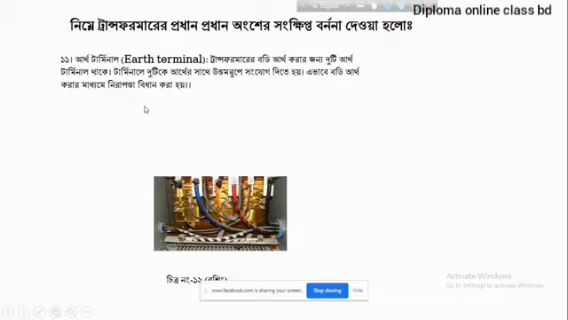 Diploma online class bd
নিম্নে ট্রান্সফরমারের প্রধান প্রধান অংশের সংক্ষিপ্ত বর্ননা দেওয়া হলোঃ
১১। আর্থ টার্মিনাল (Earth terminal): ট্রান্সফরমারের বডি আর্থ করার জন্য দুটি আর্থ
টার্মিনাল থাকে। টার্মিনালে দুটিকে আর্থের সাথে উত্তমরুপে সংযোগ দিতে হয়। এভাবে বডি আর্থ
করার মাধ্যমে নিরাপত্তা বিধান করা হয়।।
চিত্র নং-১২
www.facebook.com is sharing your screen.
Stop sharing
Hide
Activate Windows
Go to Settings to activate Windows.